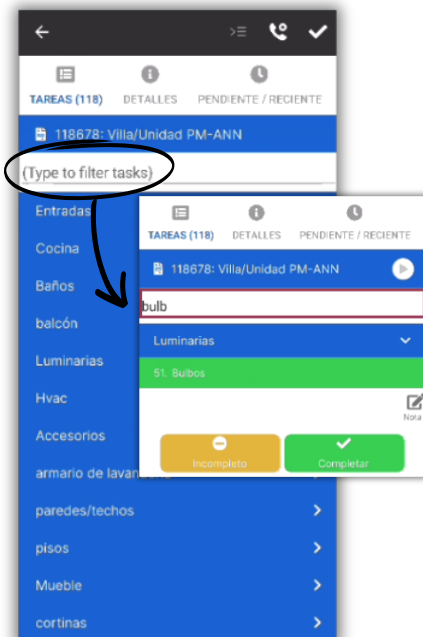 TAREAS (118) DETALLES PENDIENTE / RECIENTE
118678: Villa/Unidad PM-ANN
(Type to filter tasks)
Entradas
Cocina
Baños
balcón
Luminarias
Hvac
Accesorios
armario de lavan
paredes/techos
pisos
Mueble
cortinas
TAREAS (118) DETALLES PENDIENTE / RECIENTE
118678: Villa/Unidad PM-ANN
bulb
Luminarias
51. Bulbos
Nota
Incompleto Completar